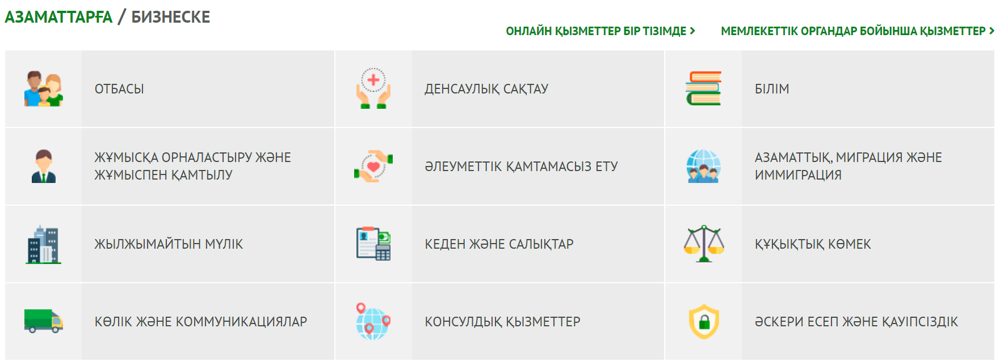 АЗАМАТТАРҒА / БИЗНЕСКЕ
ОНЛАЙН ҚЫЗМЕТТЕР БІР ТІЗІМДЕ
МЕМЛЕКЕТТІК ОРГАНДАР БОЙЫНША ҚЫЗМЕТТЕР
ОТБАСЫ
ДЕНСАУЛЫҚ САҚТАУ
БІЛІМ
ЖҰМЫСҚА ОРНАЛАСТЫРУ ЖӘНЕ
ЖҰМЫСПЕН ҚАМТЫЛУ
ӘЛЕУМЕТТІК ҚАМТАМАСЫЗ ЕТУ
АЗАМАТТЫҚ, МИГРАЦИЯ ЖӘНЕ
ИММИГРАЦИЯ
ЖЫЛЖЫМАЙТЫН МҮЛІК
КЕДЕН ЖӘНЕ САЛЫҚТАР
ҚҰҚЫҚТЫҚ КӨМЕК
КӨЛІК ЖӘНЕ КОММУНИКАЦИЯЛАР
КОНСУЛДЫҚ ҚЫЗМЕТТЕР
ӘСКЕРИ ЕСЕП ЖӘНЕ ҚАУІПСІЗДІК